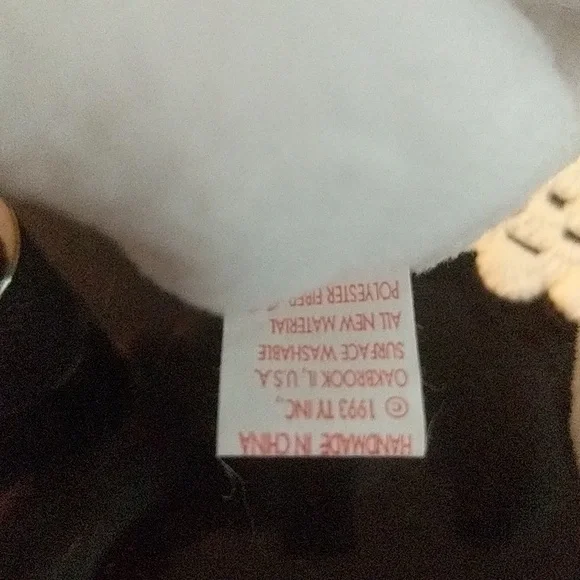 HANDMADE IN CHINA
© 1993 TY INC.,
OAKBROOK IL, U.S.A.
SURFACE WASHABLE
ALL NEW MATERIAL
POLYESTER FIBER